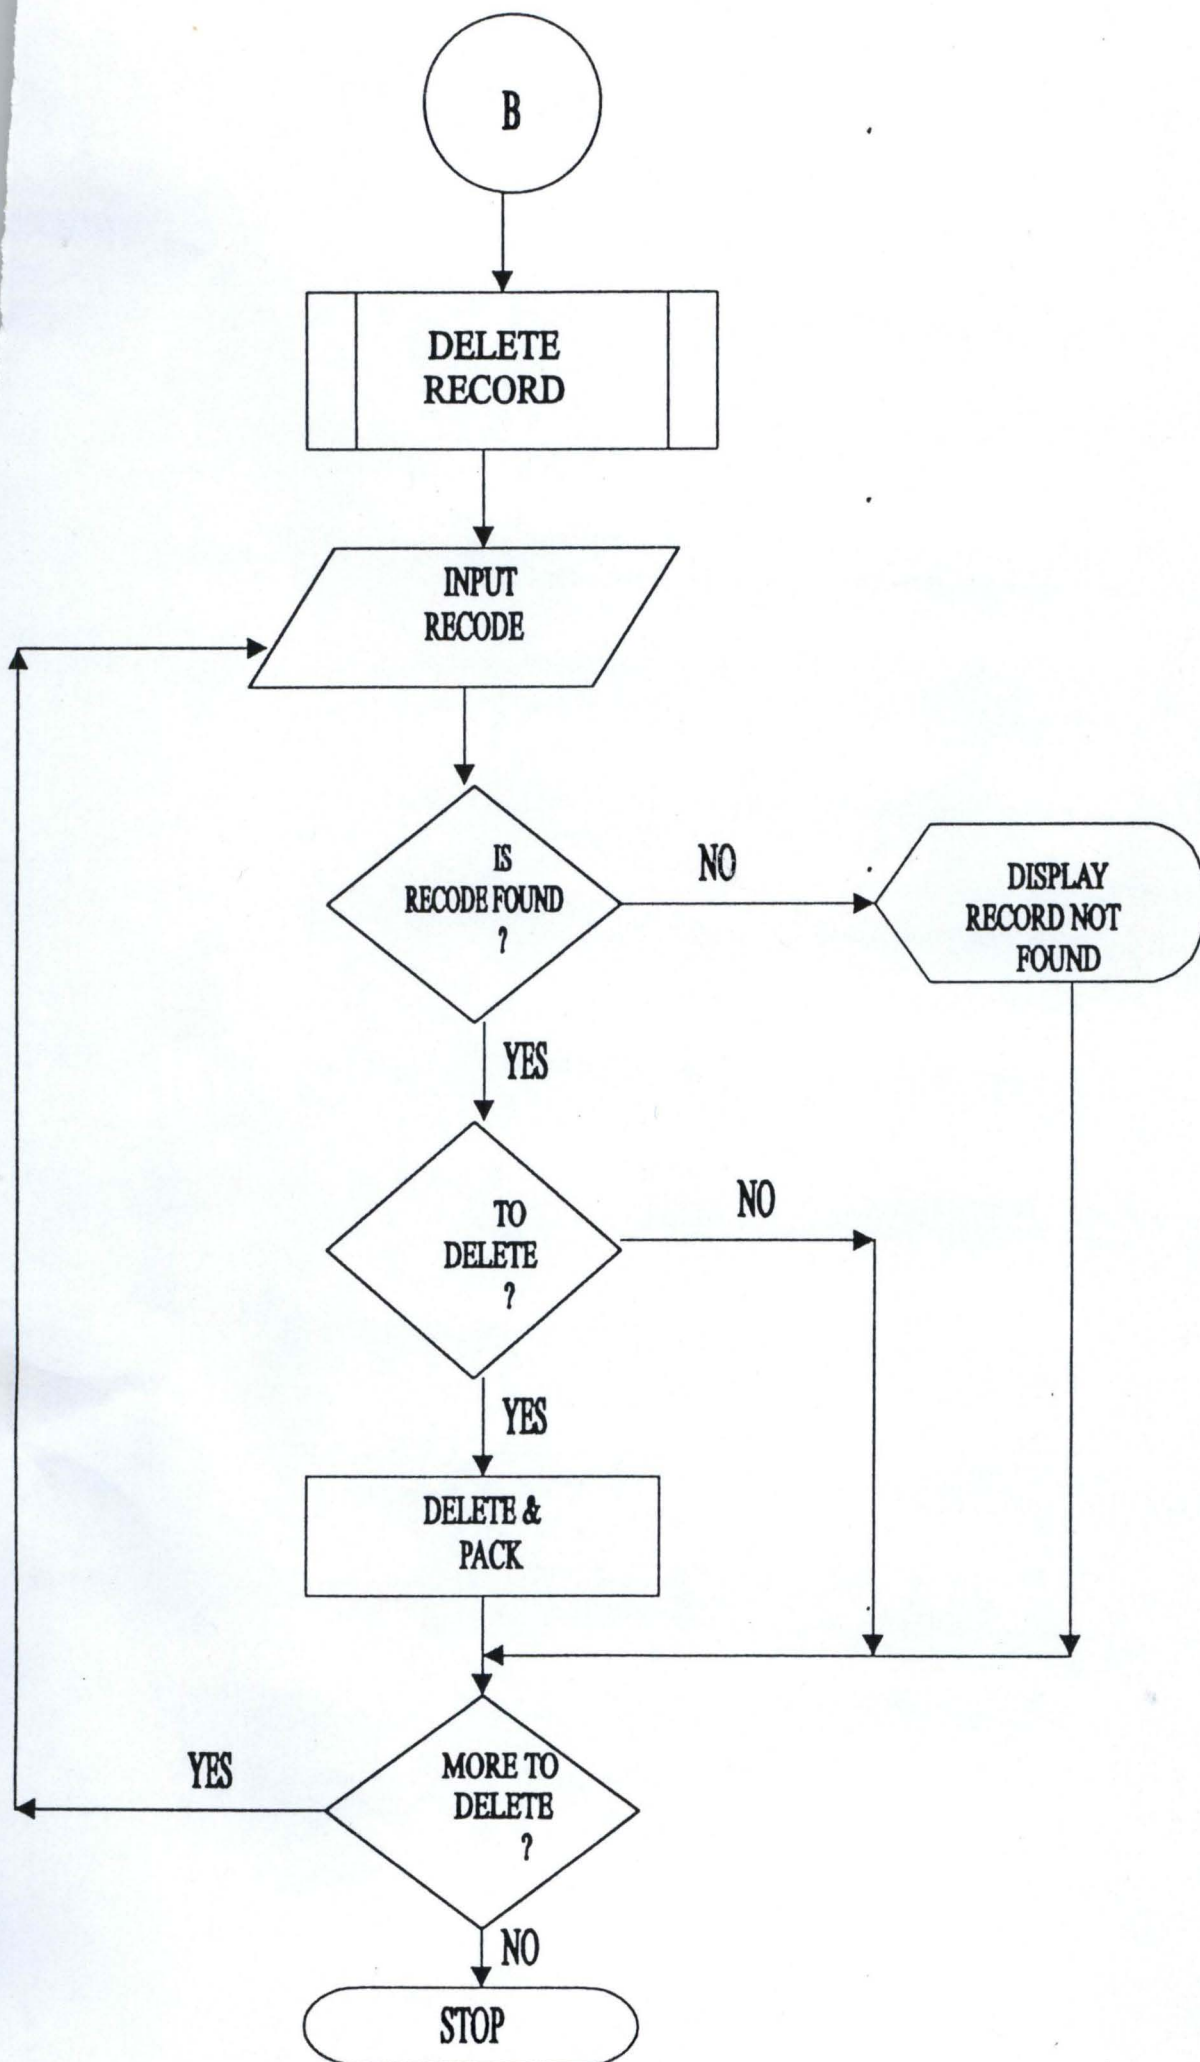 B
DELETE
RECORD
INPUT
RECODE
IS
RECODE FOUND
?
NO
DISPLAY
RECORD NOT
FOUND
YES
TO
DELETE
?
NO
YES
DELETE &
PACK
MORE TO
DELETE
?
YES
NO
STOP